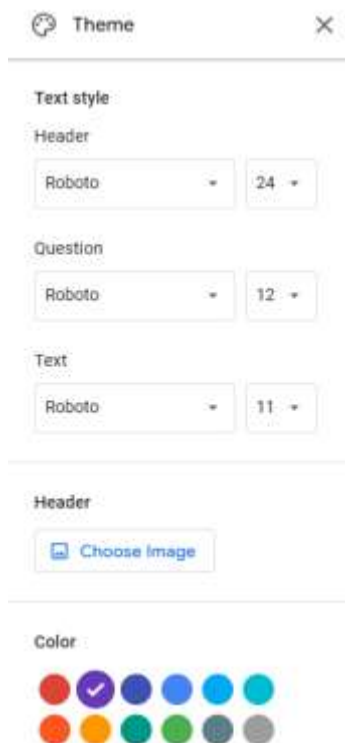 Theme
Text style
Header
Roboto 24
Question
Roboto 12
Text
Roboto 11
Header
Choose Image
Color